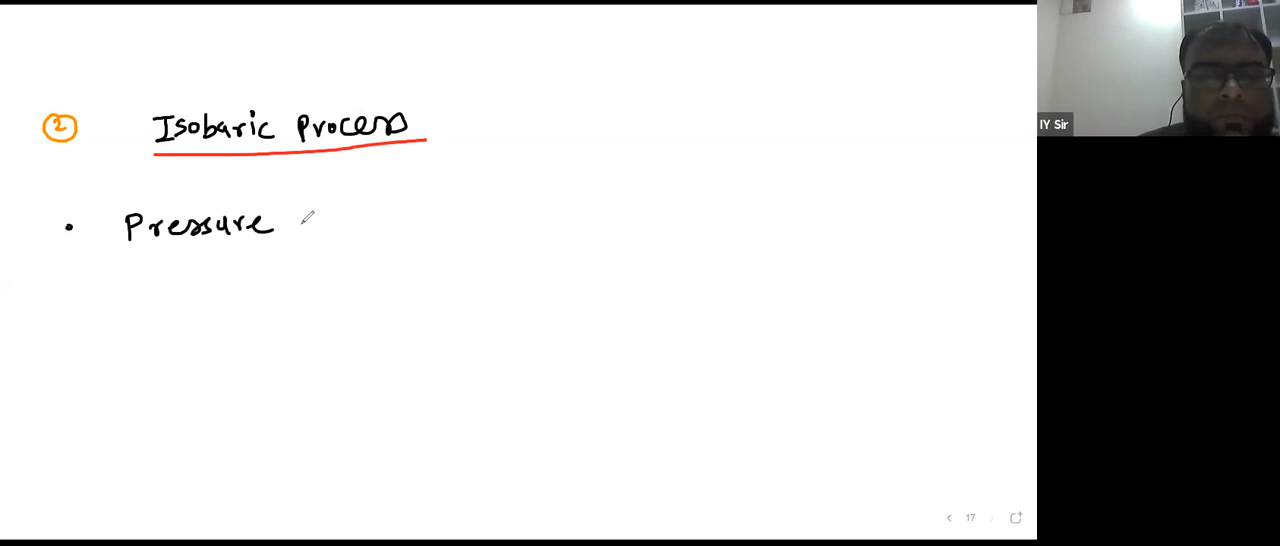 ② Isobaric Process
• Pressure
IY Sir
< 17 >